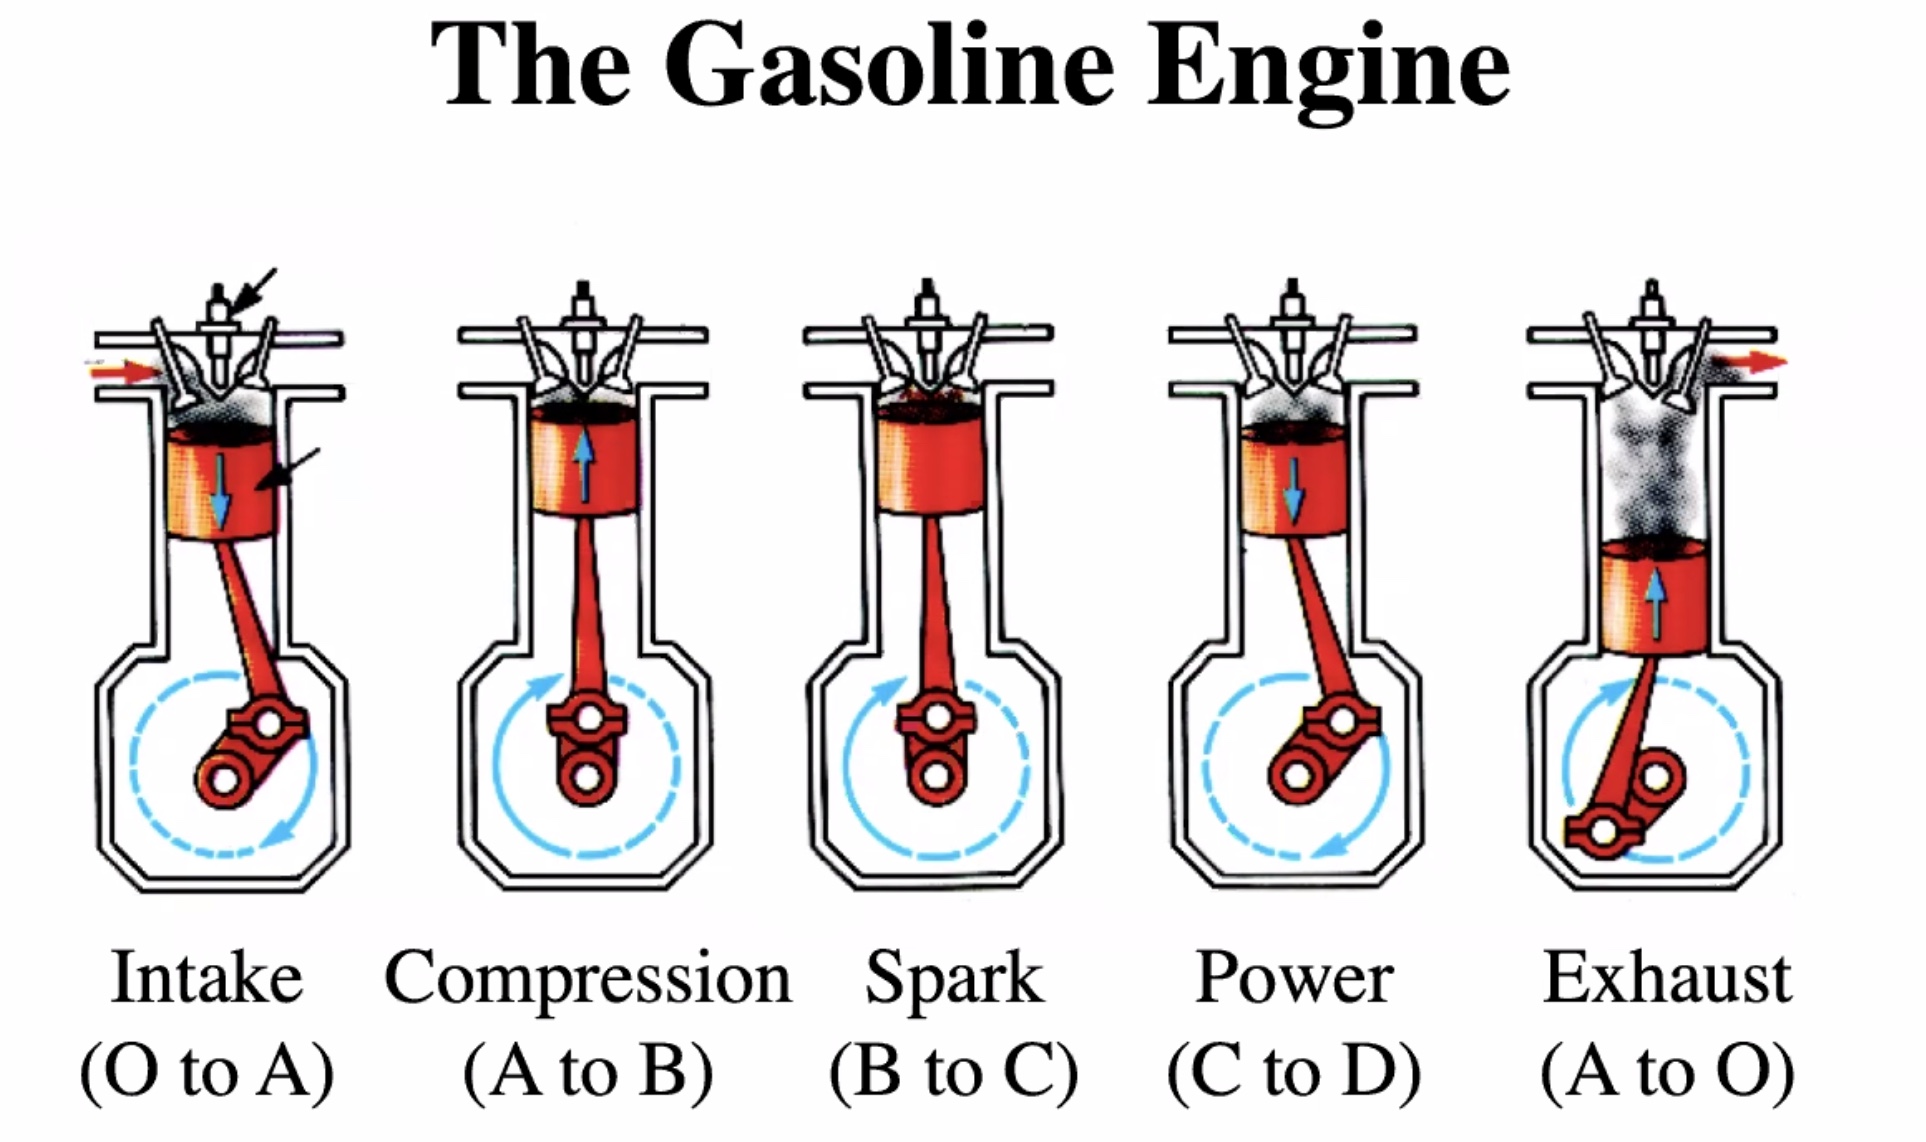 The Gasoline Engine
Intake Compression Spark Power Exhaust
(O to A) (A to B) (B to C) (C to D) (A to O)